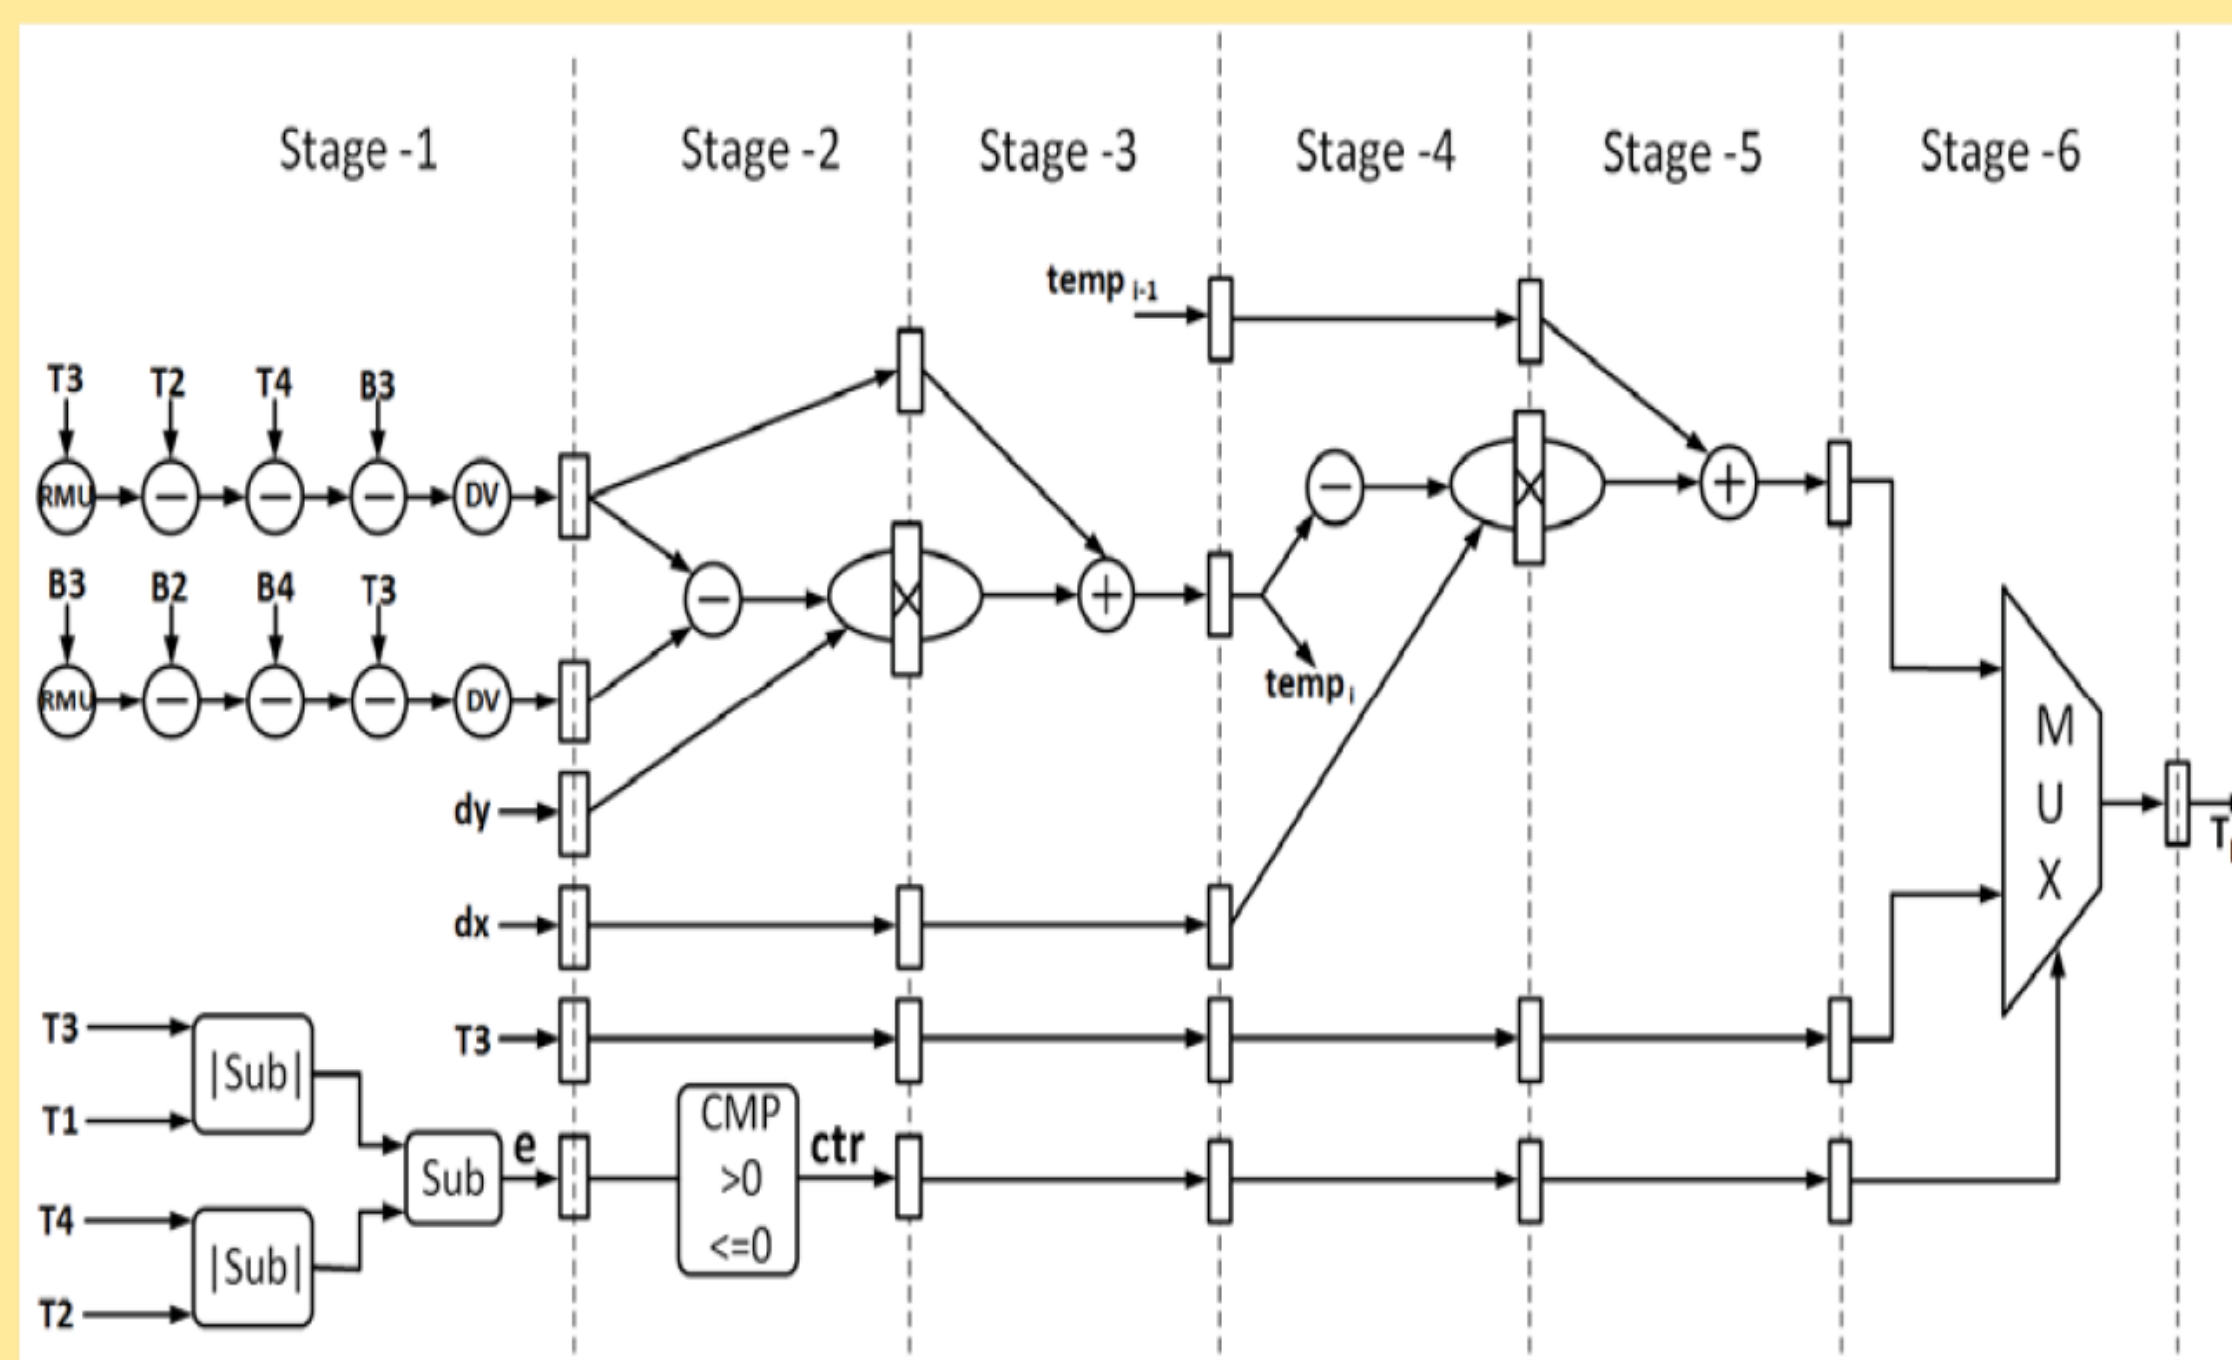 Stage -1 Stage -2 Stage -3 Stage -4 Stage -5 Stage -6
temp i-1
T3 T2 T4 B3
RMU − − − DV
− × +
− × +
B3 B2 B4 T3
RMU − − − DV
temp i
dy
dx
M
U
X
T3
T1
|Sub|
T3
Sub
e
CMP
>0
<=0
ctr
T4
T2
|Sub|